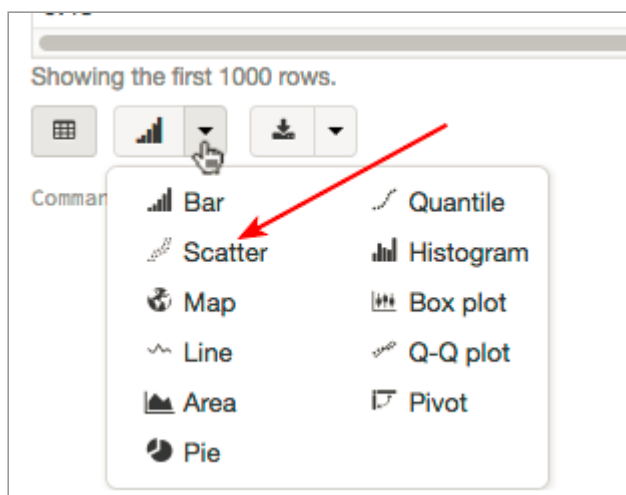 Showing the first 1000 rows.
Bar
Scatter
Map
Line
Area
Pie
Quantile
Histogram
Box plot
Q-Q plot
Pivot